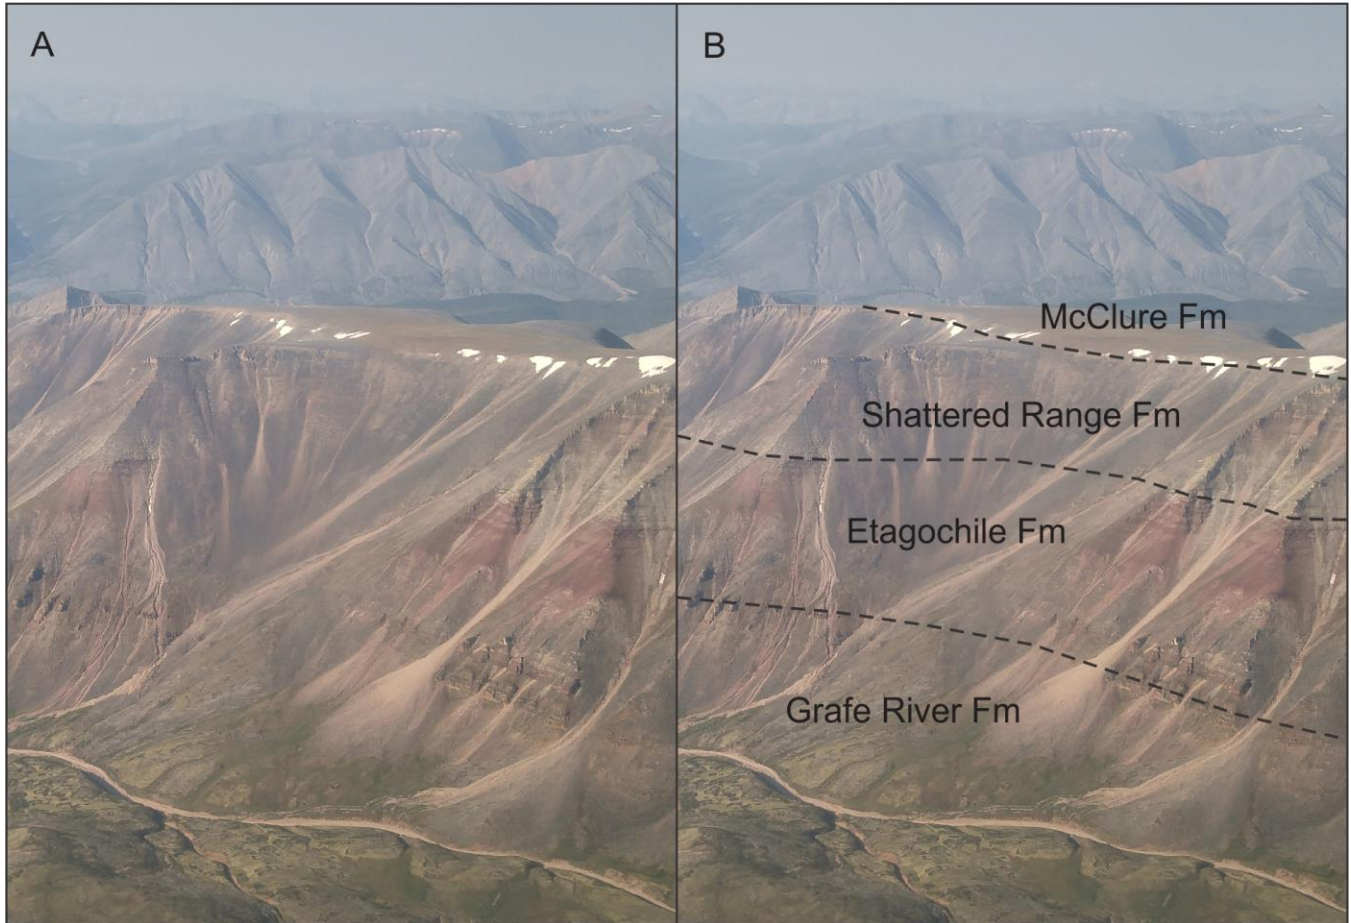 A
B
McClure Fm
Shattered Range Fm
Etagochile Fm
Grafe River Fm